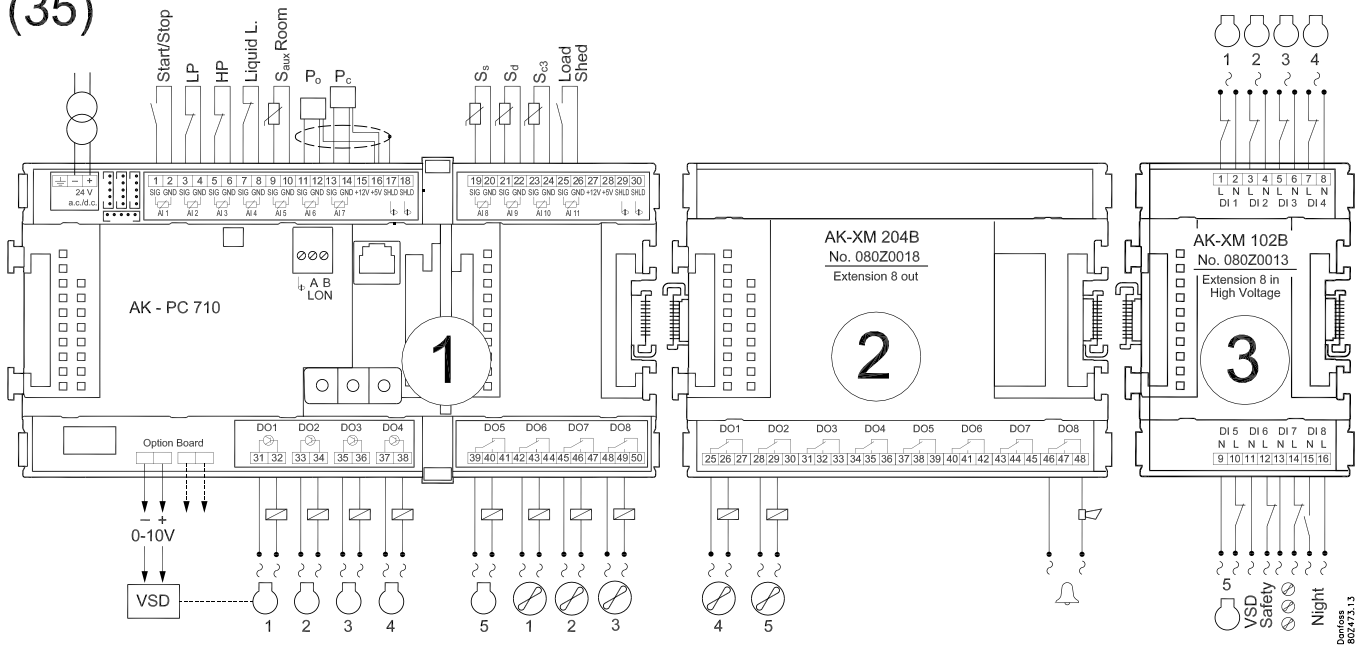 (35)
Start/Stop
LP
HP
Liquid L.
Saux Room
Po
Pc
Ss
Sd
Sc3
Load
Shed
1 2 3 4
− +
24 V
a.c./d.c.
1 2 3 4 5 6 7 8 9 10 11 12 13 14 15 16 17 18
SIG GND SIG GND SIG GND SIG GND SIG GND SIG GND SIG GND +12V +5V SHLD SHLD
AI 1 AI 2 AI 3 AI 4 AI 5 AI 6 AI 7
19 20 21 22 23 24 25 26 27 28 29 30
SIG GND SIG GND SIG GND SIG GND +12V +5V SHLD SHLD
AI 8 AI 9 AI 10 AI 11
1 2 3 4 5 6 7 8
L N L N L N L N
DI 1 DI 2 DI 3 DI 4
A B
LON
AK - PC 710
1
AK-XM 204B
No. 080Z0018
Extension 8 out
2
AK-XM 102B
No. 080Z0013
Extension 8 in
High Voltage
3
Option Board
DO1 DO2 DO3 DO4
31 32 33 34 35 36 37 38
DO5 DO6 DO7 DO8
39 40 41 42 43 44 45 46 47 48 49 50
DO1 DO2 DO3 DO4 DO5 DO6 DO7 DO8
25 26 27 28 29 30 31 32 33 34 35 36 37 38 39 40 41 42 43 44 45 46 47 48
DI 5 DI 6 DI 7 DI 8
N L N L N L N L
9 10 11 12 13 14 15 16
− +
0-10V
VSD
1 2 3 4
5 1 2 3
4 5
5
VSD
Safety
Night
Danfoss
80Z473.13